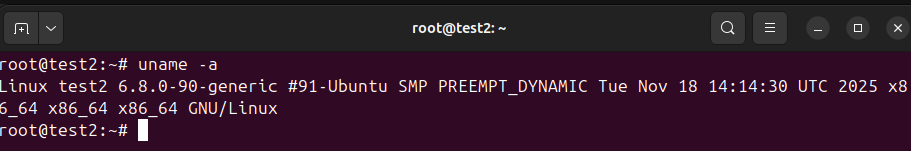 root@test2: ~
root@test2:~# uname -a
Linux test2 6.8.0-90-generic #91-Ubuntu SMP PREEMPT_DYNAMIC Tue Nov 18 14:14:30 UTC 2025 x8
6_64 x86_64 x86_64 GNU/Linux
root@test2:~#